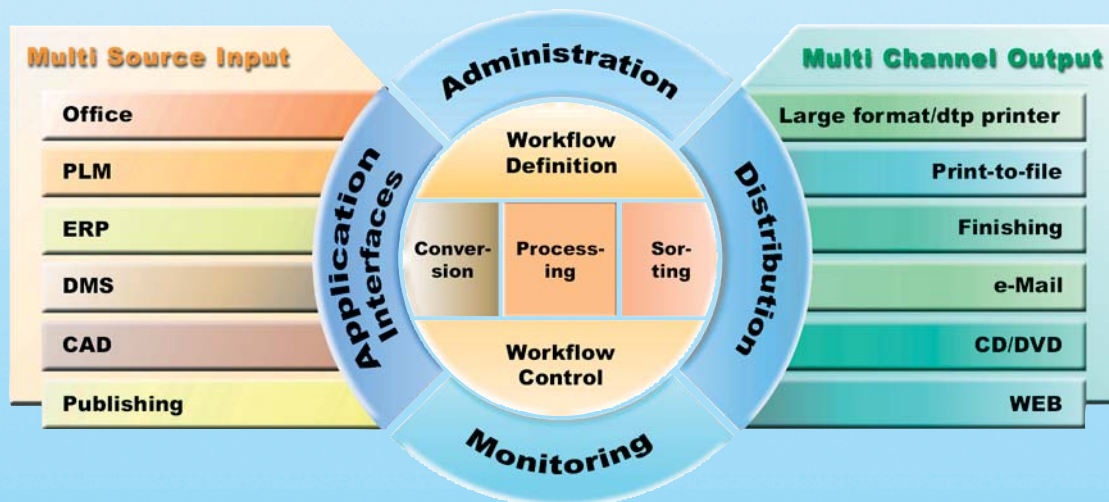 Multi Source Input
Office
PLM
ERP
DMS
CAD
Publishing
Application
Interfaces
Administration
Workflow
Definition
Conver-
sion
Process-
ing
Sor-
ting
Workflow
Control
Monitoring
Distribution
Multi Channel Output
Large format/dtp printer
Print-to-file
Finishing
e-Mail
CD/DVD
WEB